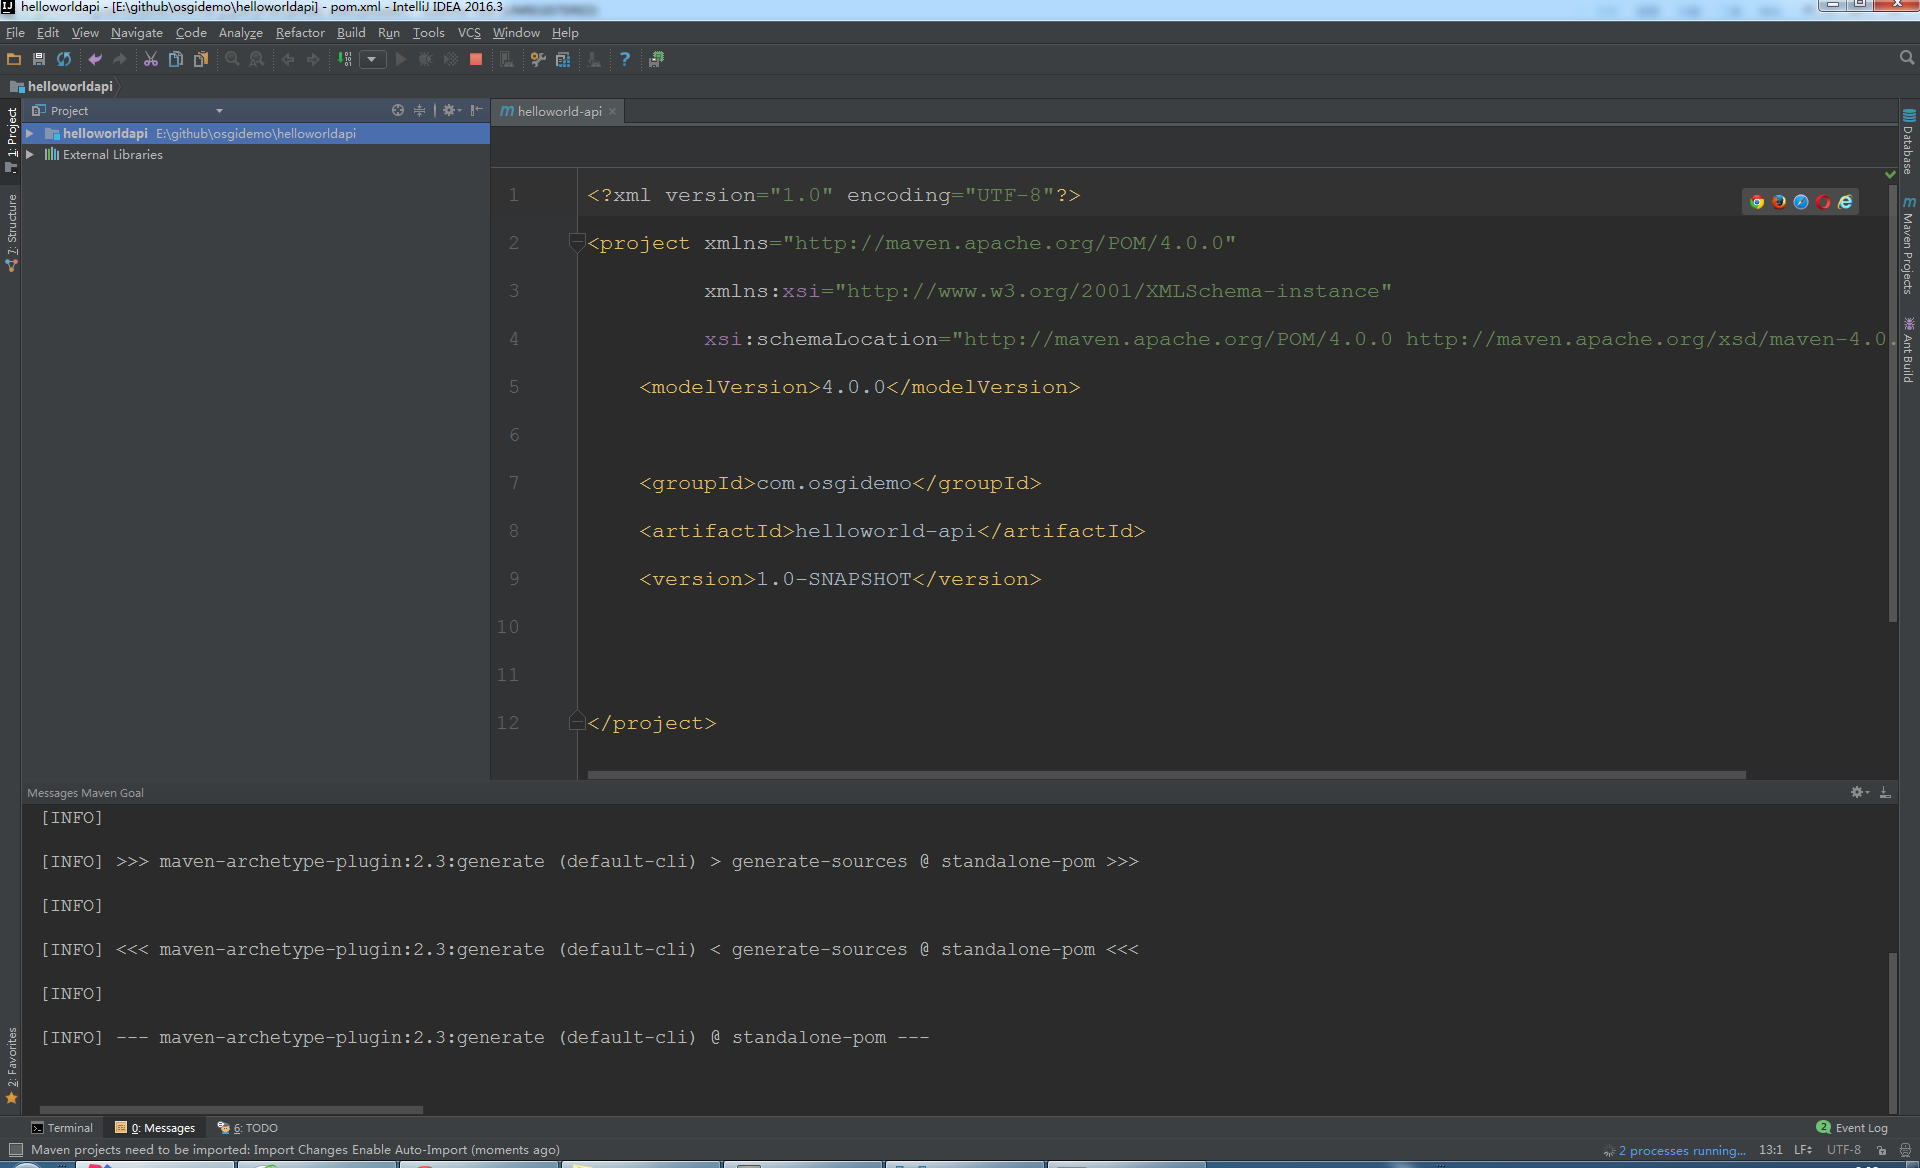 helloworldapi - [E:\github\osgidemo\helloworldapi] - pom.xml - IntelliJ IDEA 2016.3
File Edit View Navigate Code Analyze Refactor Build Run Tools VCS Window Help
helloworldapi
Project
helloworld-api
1: Project
helloworldapi E:\github\osgidemo\helloworldapi
External Libraries
7: Structure
2: Favorites
Database
Maven Projects
Ant Build
1 <?xml version="1.0" encoding="UTF-8"?>
2 <project xmlns="http://maven.apache.org/POM/4.0.0"
3 xmlns:xsi="http://www.w3.org/2001/XMLSchema-instance"
4 xsi:schemaLocation="http://maven.apache.org/POM/4.0.0 http://maven.apache.org/xsd/maven-4.0.
5 <modelVersion>4.0.0</modelVersion>
6
7 <groupId>com.osgidemo</groupId>
8 <artifactId>helloworld-api</artifactId>
9 <version>1.0-SNAPSHOT</version>
10
11
12 </project>
Messages Maven Goal
[INFO]
[INFO] >>> maven-archetype-plugin:2.3:generate (default-cli) > generate-sources @ standalone-pom >>>
[INFO]
[INFO] <<< maven-archetype-plugin:2.3:generate (default-cli) < generate-sources @ standalone-pom <<<
[INFO]
[INFO] --- maven-archetype-plugin:2.3:generate (default-cli) @ standalone-pom ---
Terminal 0: Messages 6: TODO 2 Event Log
Maven projects need to be imported: Import Changes Enable Auto-Import (moments ago) 2 processes running... 13:1 LF UTF-8